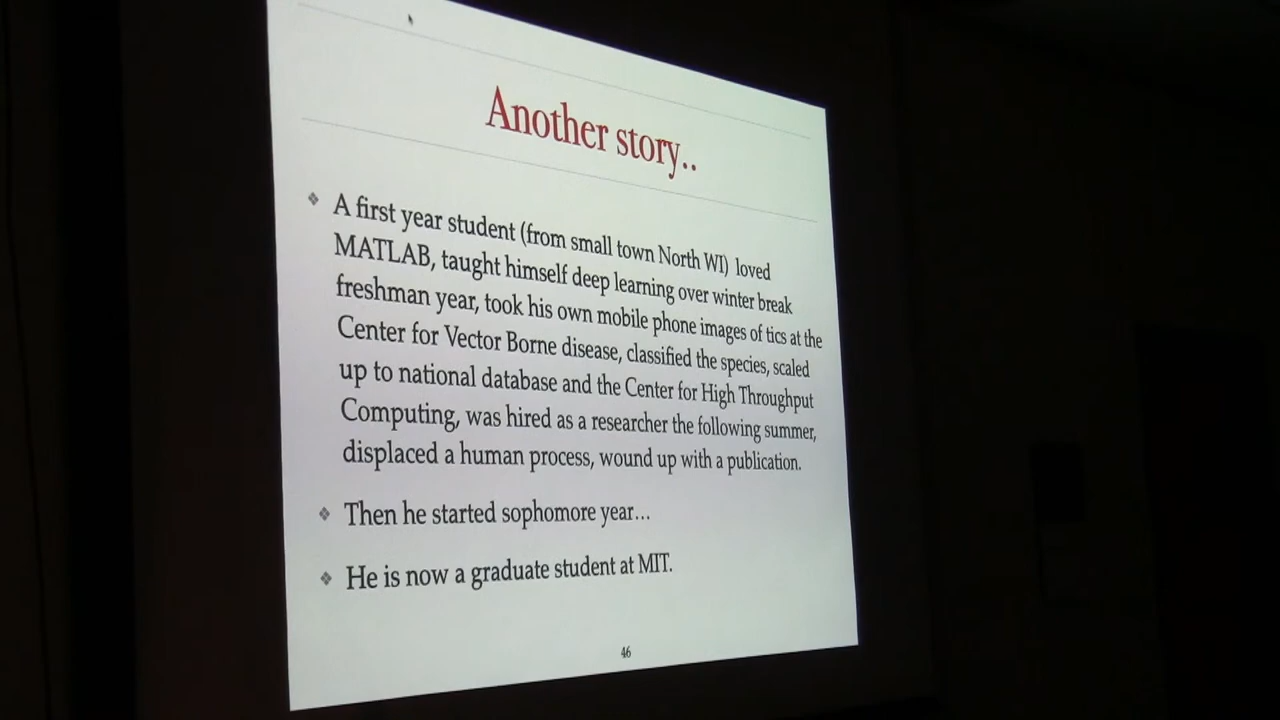 Another story..
❖ A first year student (from small town North WI) loved
MATLAB, taught himself deep learning over winter break
freshman year, took his own mobile phone images of tics at the
Center for Vector Borne disease, classified the species, scaled
up to national database and the Center for High Throughput
Computing, was hired as a researcher the following summer,
displaced a human process, wound up with a publication.
❖ Then he started sophomore year...
❖ He is now a graduate student at MIT.
46